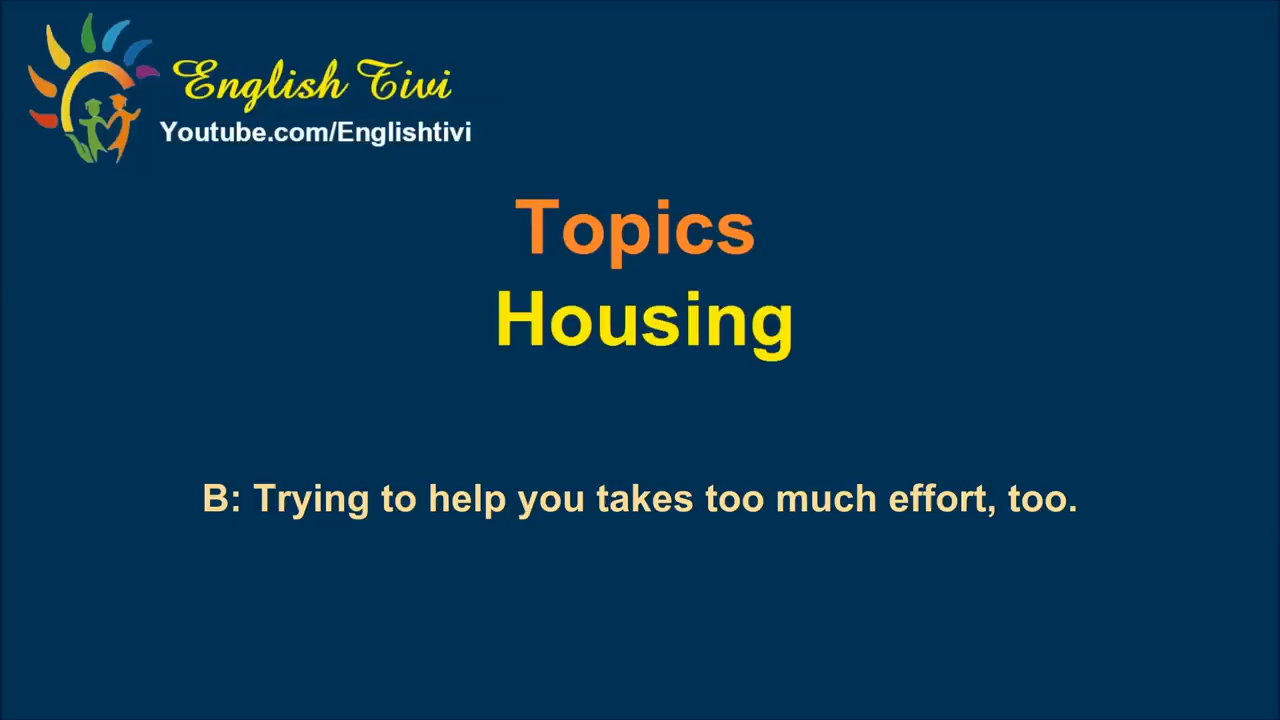 English Tivi
Youtube.com/Englishtivi
Topics
Housing
B: Trying to help you takes too much effort, too.